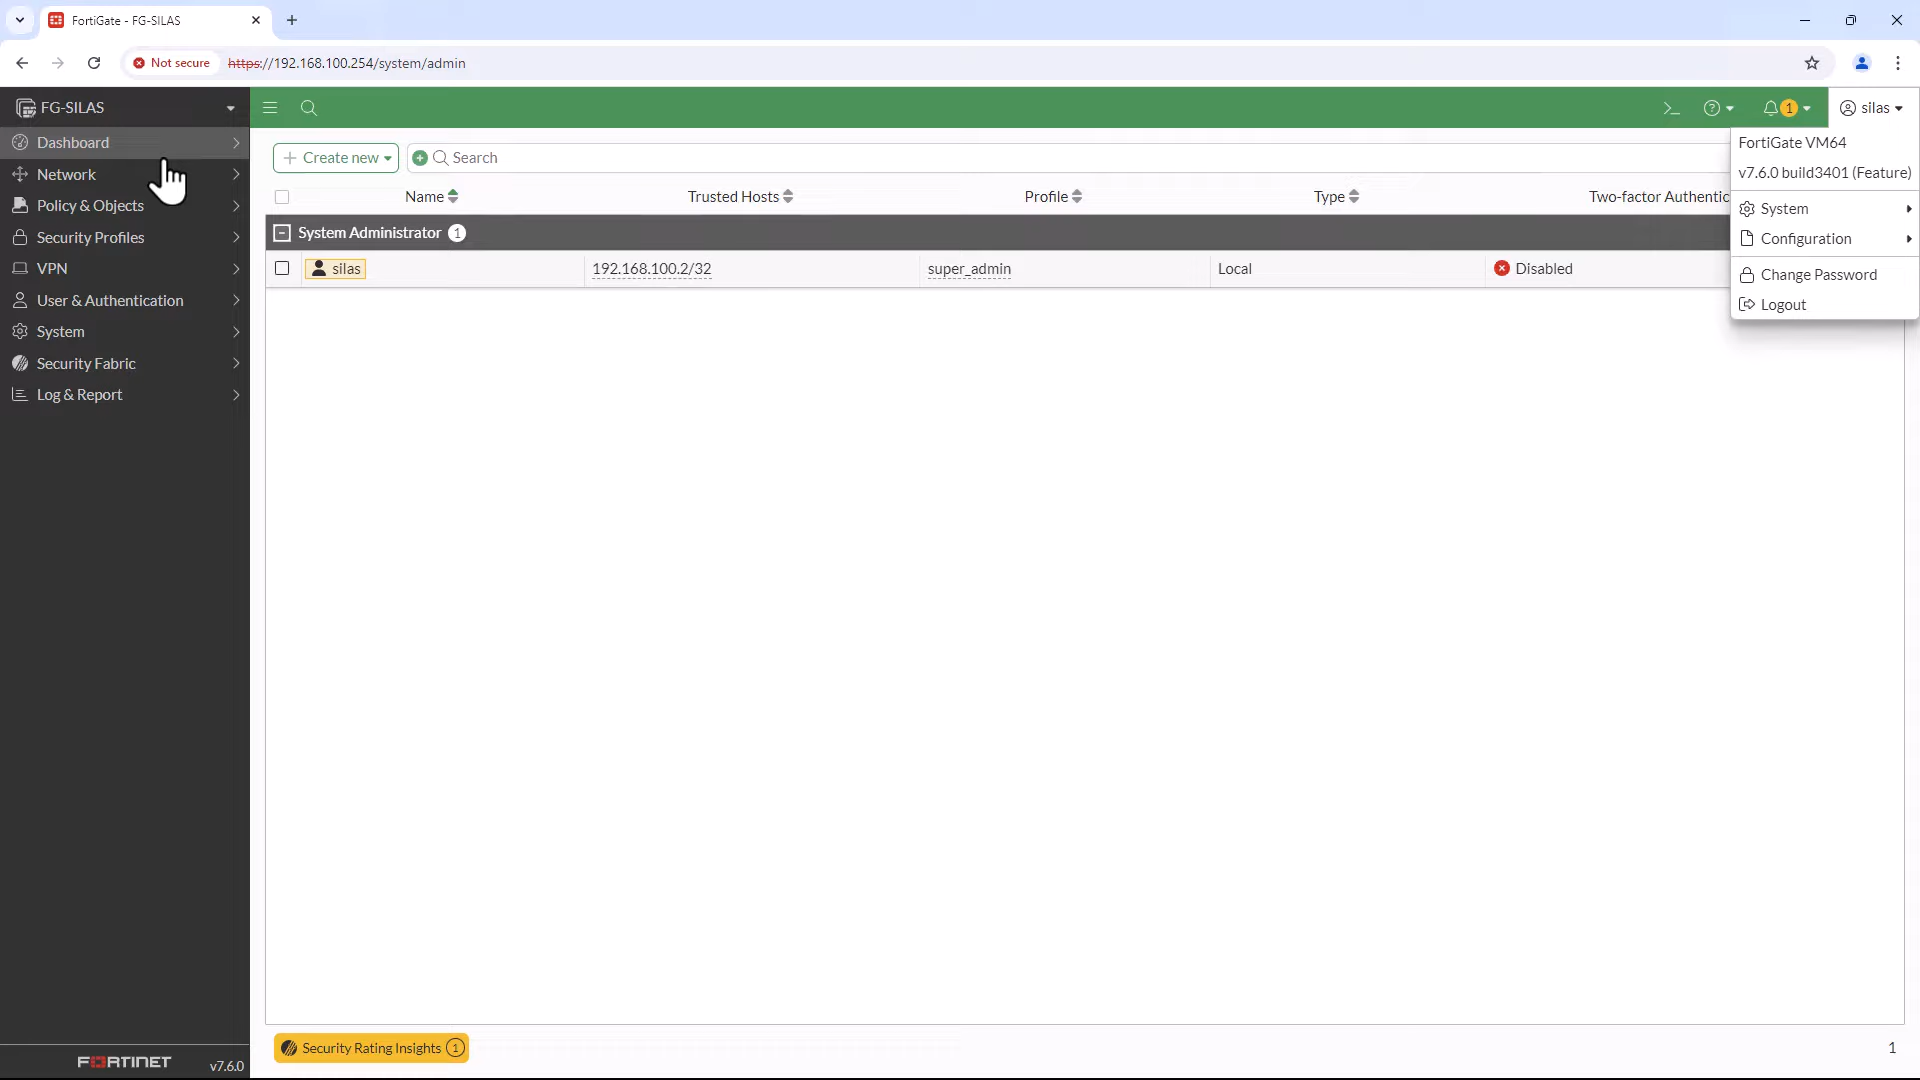 FortiGate - FG-SILAS
Not secure
https://192.168.100.254/system/admin
FG-SILAS
1
silas
Dashboard
Network
Policy & Objects
Security Profiles
VPN
User & Authentication
System
Security Fabric
Log & Report
FORTINET
v7.6.0
Create new
Search
Name
Trusted Hosts
Profile
Type
Two-factor Authentic
System Administrator 1
silas
192.168.100.2/32
super_admin
Local
Disabled
FortiGate VM64
v7.6.0 build3401 (Feature)
System
Configuration
Change Password
Logout
Security Rating Insights 1
1